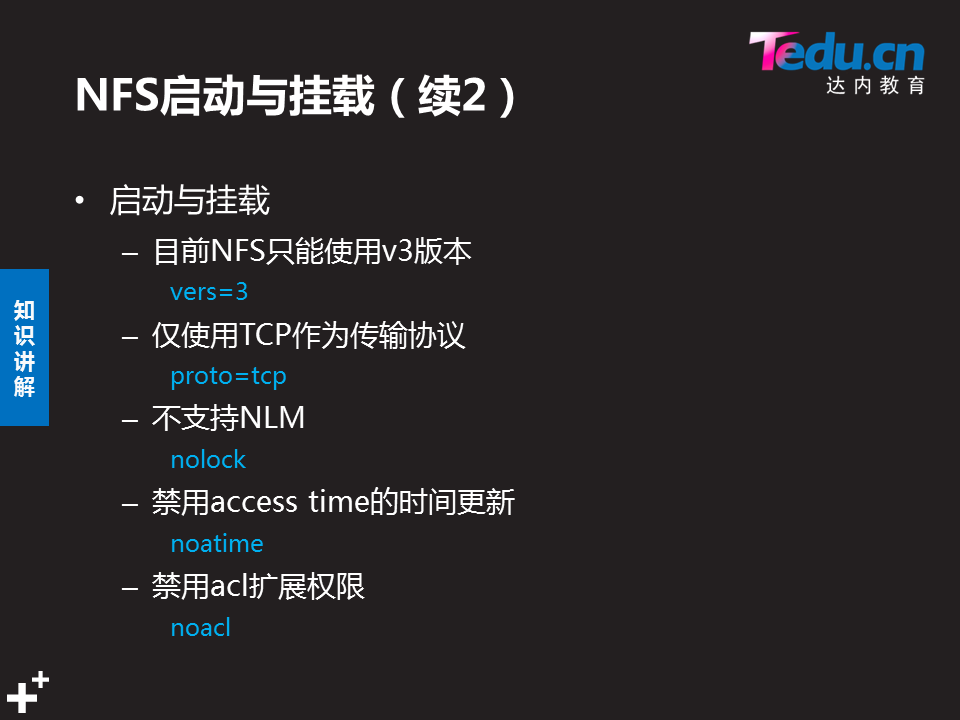 Tedu.cn
达内教育
NFS启动与挂载（续2）
• 启动与挂载
– 目前NFS只能使用v3版本
vers=3
– 仅使用TCP作为传输协议
proto=tcp
– 不支持NLM
nolock
– 禁用access time的时间更新
noatime
– 禁用acl扩展权限
noacl
知识讲解